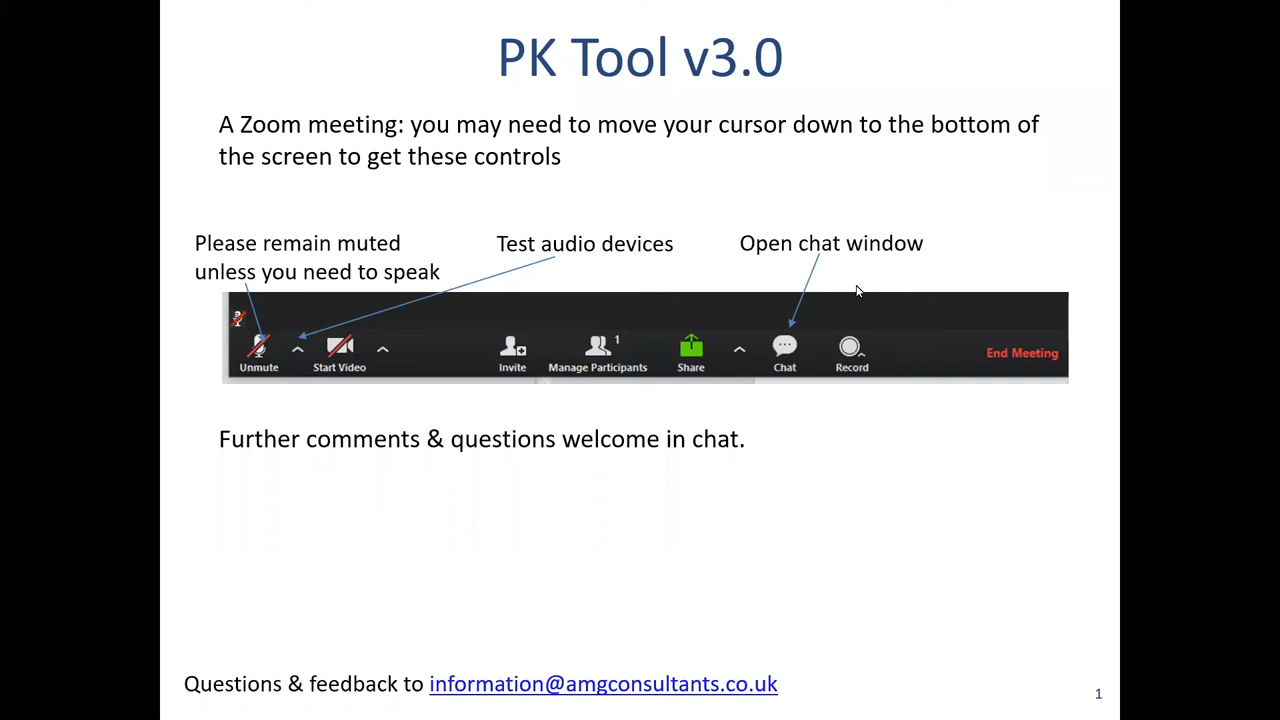 PK Tool v3.0
A Zoom meeting: you may need to move your cursor down to the bottom of
the screen to get these controls
Please remain muted
unless you need to speak
Test audio devices
Open chat window
1
Unmute
Start Video
Invite
Manage Participants
Share
Chat
Record
End Meeting
Further comments & questions welcome in chat.
Questions & feedback to information@amgconsultants.co.uk
1